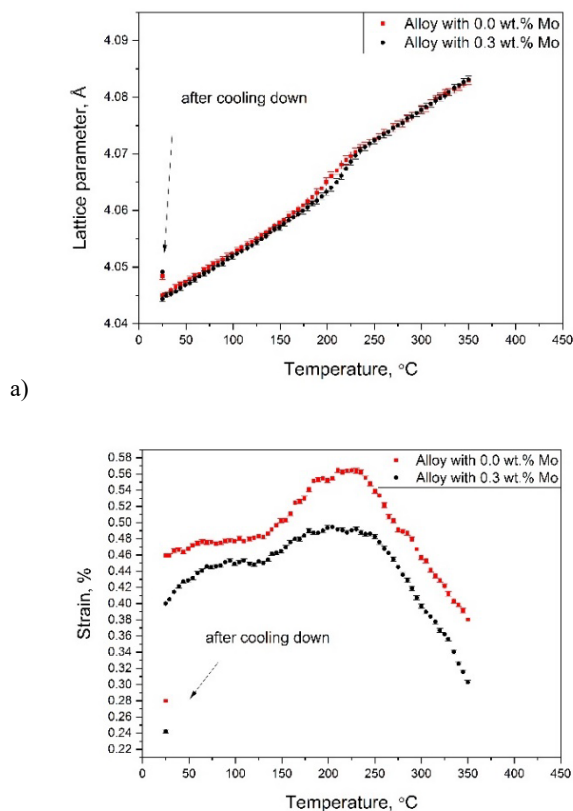 4.09
4.08
4.07
4.06
4.05
4.04
Lattice parameter, Å
Alloy with 0.0 wt.% Mo
Alloy with 0.3 wt.% Mo
after cooling down
0 50 100 150 200 250 300 350 400 450
Temperature, °C
a)
0.58
0.56
0.54
0.52
0.50
0.48
0.46
0.44
0.42
0.40
0.38
0.36
0.34
0.32
0.30
0.28
0.26
0.24
0.22
Strain, %
Alloy with 0.0 wt.% Mo
Alloy with 0.3 wt.% Mo
after cooling down
0 50 100 150 200 250 300 350 400 450
Temperature, °C